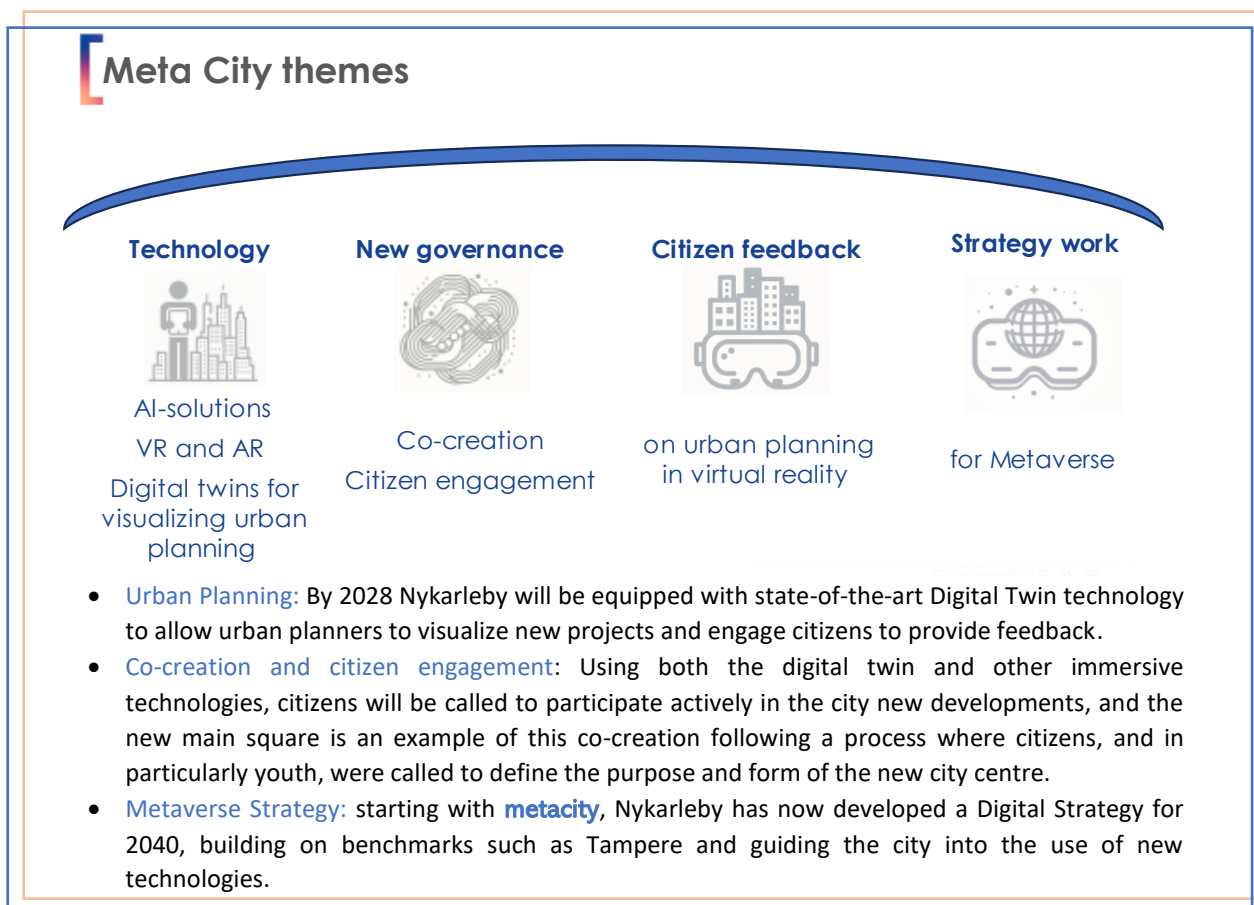 Meta City themes
Technology
AI-solutions
VR and AR
Digital twins for
visualizing urban
planning
New governance
Co-creation
Citizen engagement
Citizen feedback
on urban planning
in virtual reality
Strategy work
for Metaverse
• Urban Planning: By 2028 Nykarleby will be equipped with state-of-the-art Digital Twin technology
to allow urban planners to visualize new projects and engage citizens to provide feedback.
• Co-creation and citizen engagement: Using both the digital twin and other immersive
technologies, citizens will be called to participate actively in the city new developments, and the
new main square is an example of this co-creation following a process where citizens, and in
particularly youth, were called to define the purpose and form of the new city centre.
• Metaverse Strategy: starting with metacity, Nykarleby has now developed a Digital Strategy for
2040, building on benchmarks such as Tampere and guiding the city into the use of new
technologies.